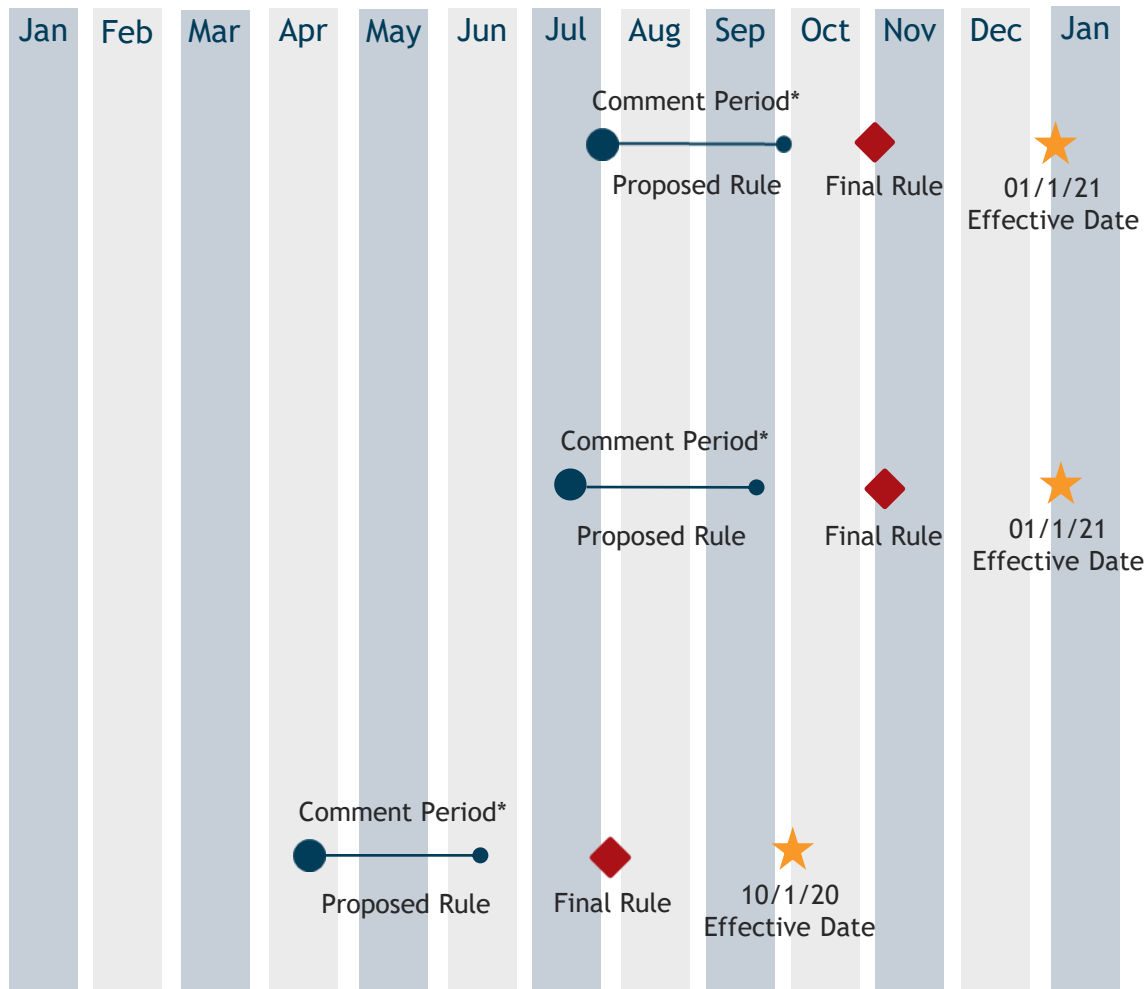 Jan Feb Mar Apr May Jun Jul Aug Sep Oct Nov Dec Jan
Comment Period*
Proposed Rule Final Rule 01/1/21
Effective Date
Comment Period*
Proposed Rule Final Rule 01/1/21
Effective Date
Comment Period*
Proposed Rule Final Rule 10/1/20
Effective Date